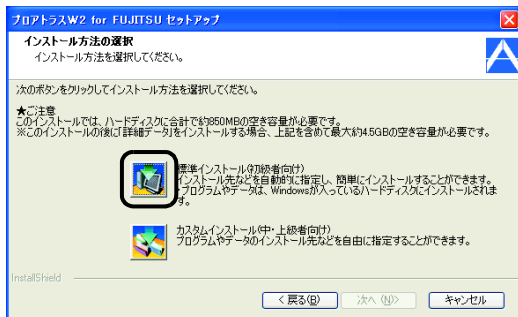 プロアトラスW2 for FUJITSU セットアップ
インストール方法の選択
インストール方法を選択してください。
次のボタンをクリックしてインストール方法を選択してください。
★ご注意
このインストールでは、ハードディスクに合計で約850MBの空き容量が必要です。
※このインストールの後に「詳細データ」をインストールする場合、上記を含めて最大約4.5GBの空き容量が必要です。
標準インストール(初級者向け)
インストール先などを自動的に指定し、簡単にインストールすることができます。
プログラムやデータは、Windowsが入っているハードディスクにインストールされま
す。
カスタムインストール(中・上級者向け)
プログラムやデータのインストール先などを自由に指定することができます。
InstallShield
< 戻る(B)
次へ (N)>
キャンセル